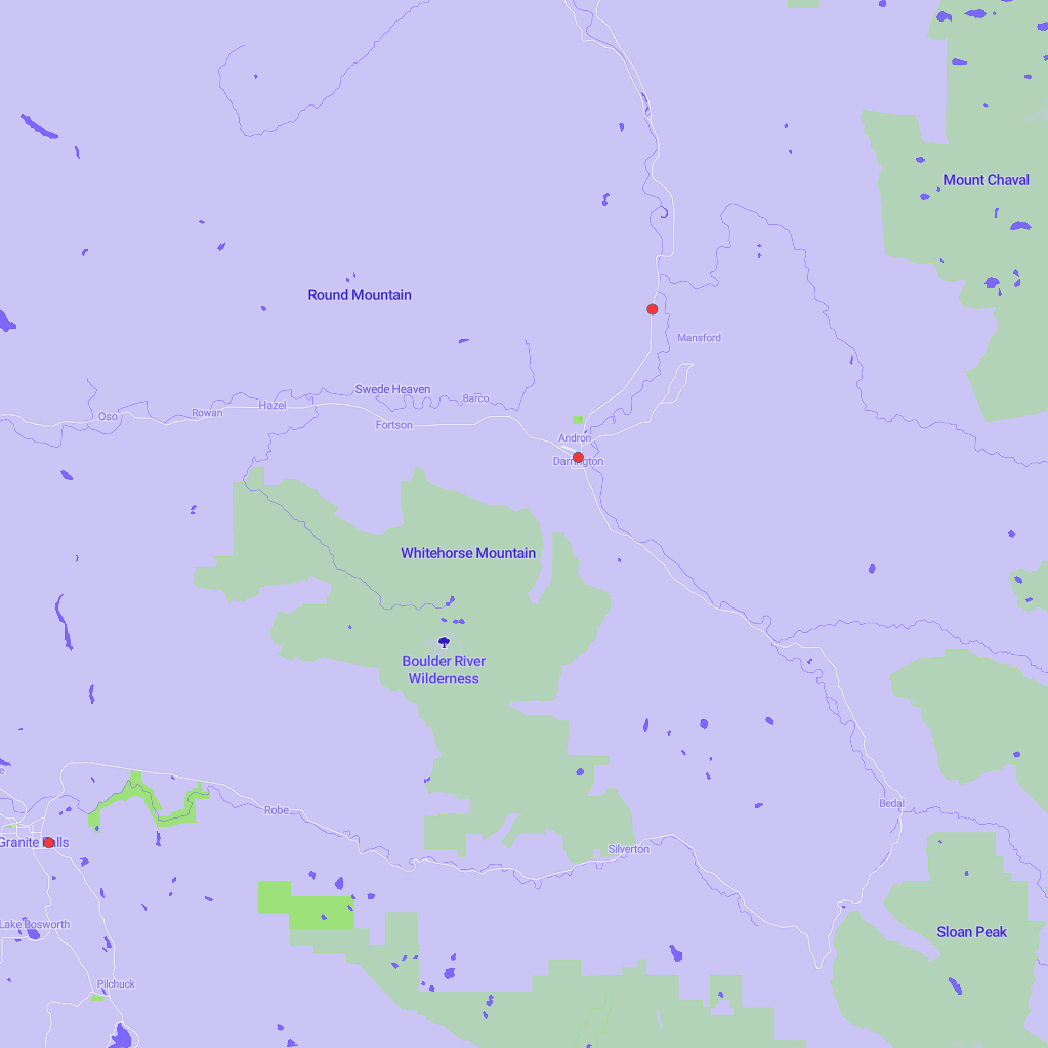 Mount Chaval
Round Mountain
Mansford
Swede Heaven
Barco
Hazel
Rowan
Oso
Fortson
Andron
Darrington
Whitehorse Mountain
Boulder River
Wilderness
e
Bedal
Robe
Granite Falls
Silverton
Lake Bosworth
Sloan Peak
Pilchuck